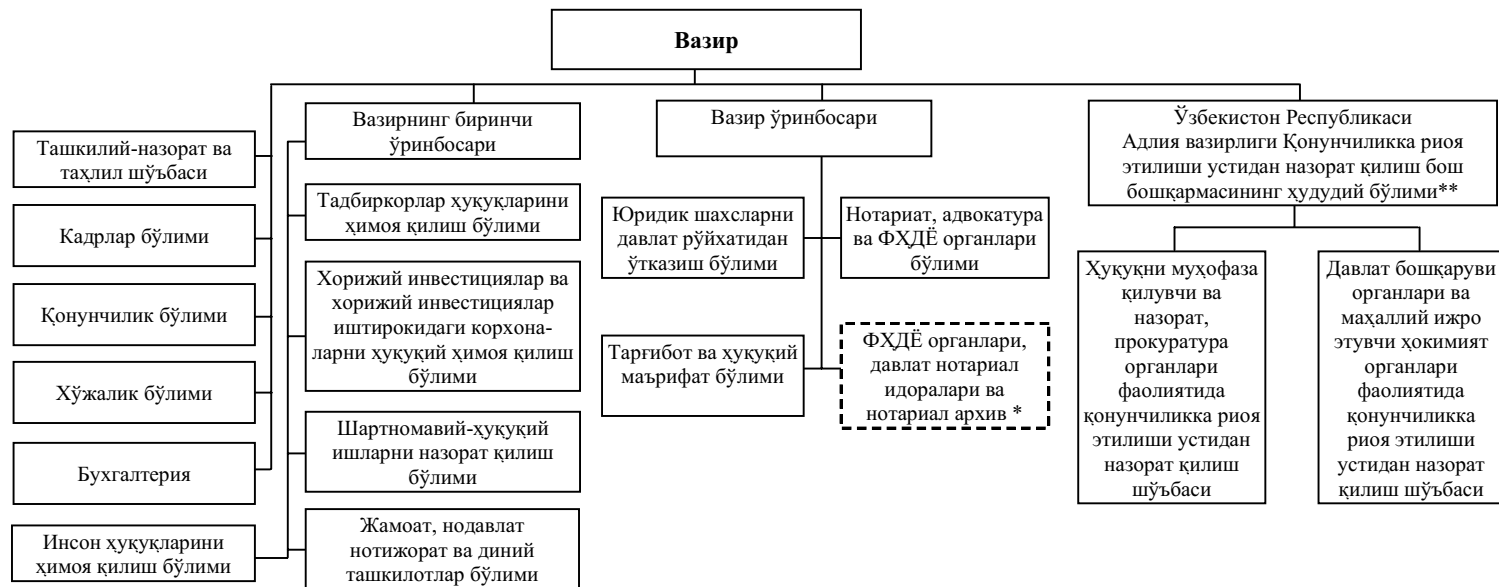 Вазир
Ташкилий-назорат ва
таҳлил шўъбаси
Кадрлар бўлими
Қонунчилик бўлими
Хўжалик бўлими
Бухгалтерия
Инсон ҳуқуқларини
ҳимоя қилиш бўлими
Вазирнинг биринчи
ўринбосари
Тадбиркорлар ҳуқуқларини
ҳимоя қилиш бўлими
Хорижий инвестициялар ва
хорижий инвестициялар
иштирокидаги корхона-
ларни ҳуқуқий ҳимоя қилиш
бўлими
Шартномавий-ҳуқуқий
ишларни назорат қилиш
бўлими
Жамоат, нодавлат
нотижорат ва диний
ташкилотлар бўлими
Вазир ўринбосари
Юридик шахсларни
давлат рўйхатидан
ўтказиш бўлими
Нотариат, адвокатура
ва ФҲДЁ органлари
бўлими
Тарғибот ва ҳуқуқий
маърифат бўлими
ФҲДЁ органлари,
давлат нотариал
идоралари ва
нотариал архив *
Ўзбекистон Республикаси
Адлия вазирлиги Қонунчиликка риоя
этилиши устидан назорат қилиш бош
бошқармасининг ҳудудий бўлими**
Ҳуқуқни муҳофаза
қилувчи ва
назорат,
прокуратура
органлари
фаолиятида
қонунчиликка риоя
этилиши устидан
назорат қилиш
шўъбаси
Давлат бошқаруви
органлари ва
маҳаллий ижро
этувчи ҳокимият
органлари
фаолиятида
қонунчиликка
риоя этилиши
устидан назорат
қилиш шўъбаси